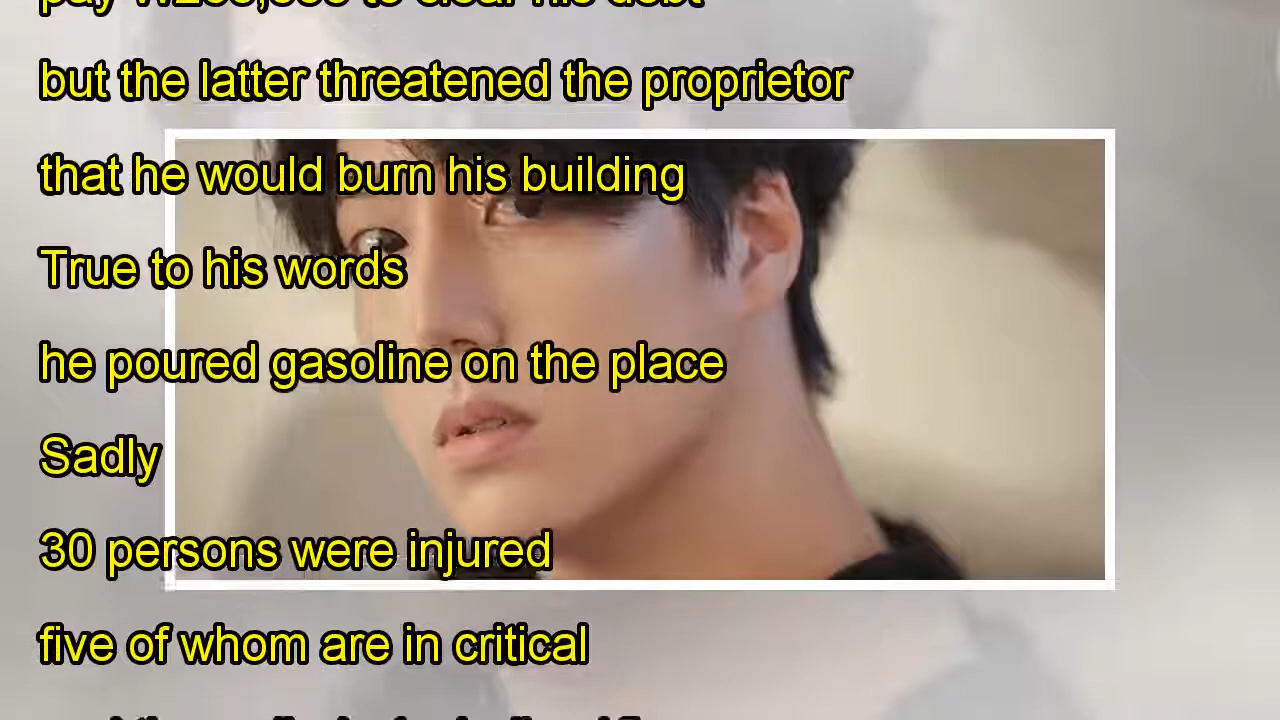 but the latter threatened the proprietor
that he would burn his building
True to his words
he poured gasoline on the place
Sadly
30 persons were injured
five of whom are in critical